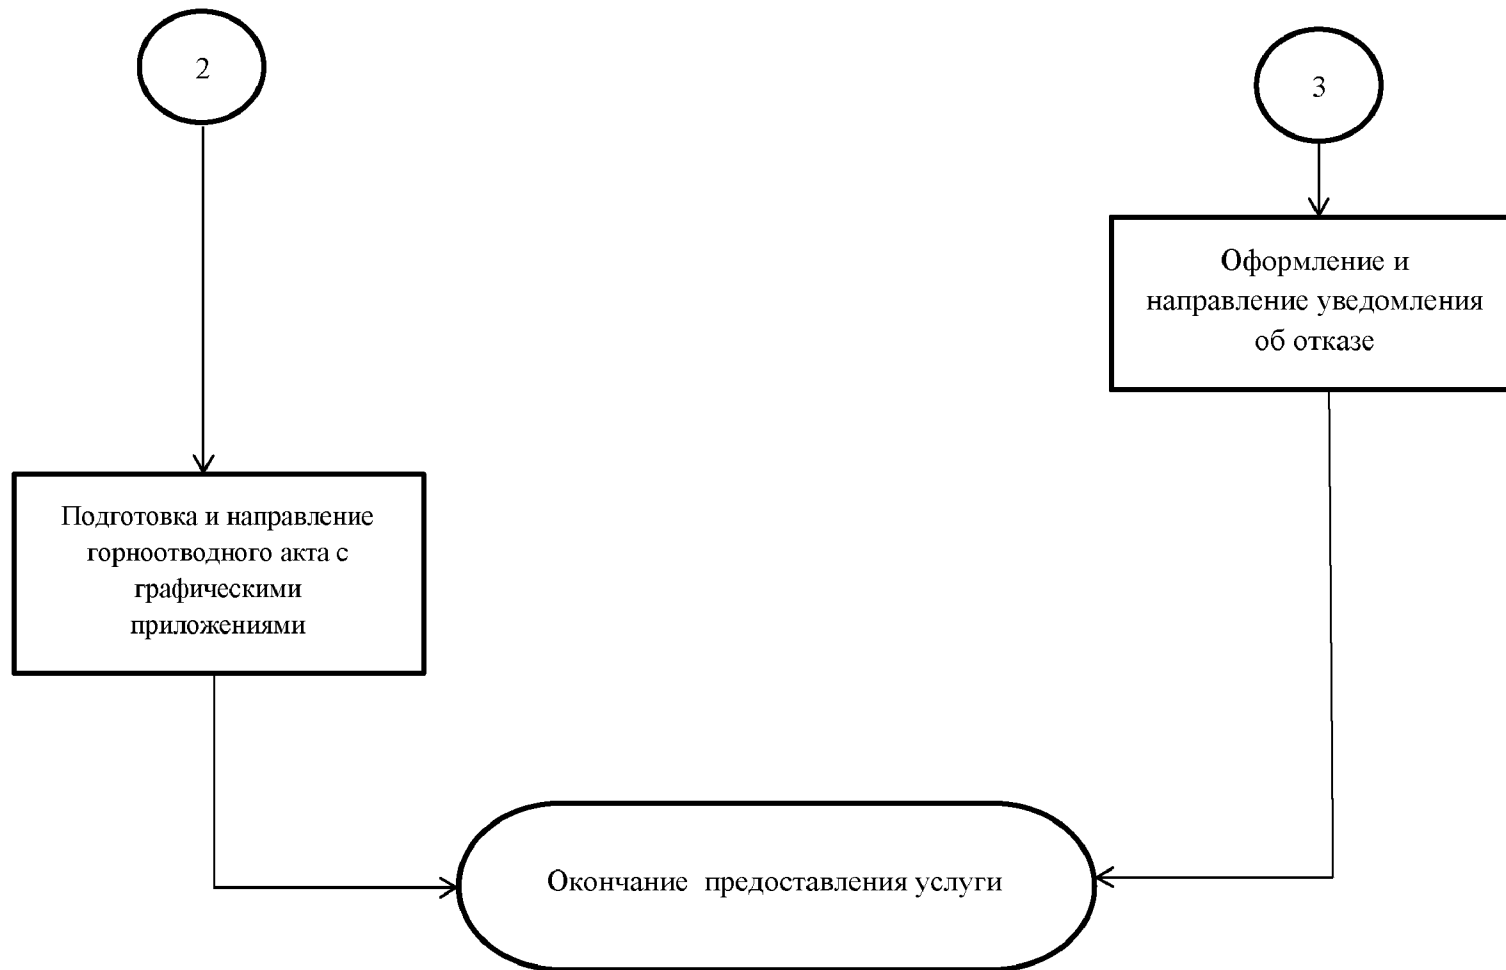 2
3
Оформление и
направление уведомления
об отказе
Подготовка и направление
горноотводного акта с
графическими
приложениями
Окончание предоставления услуги